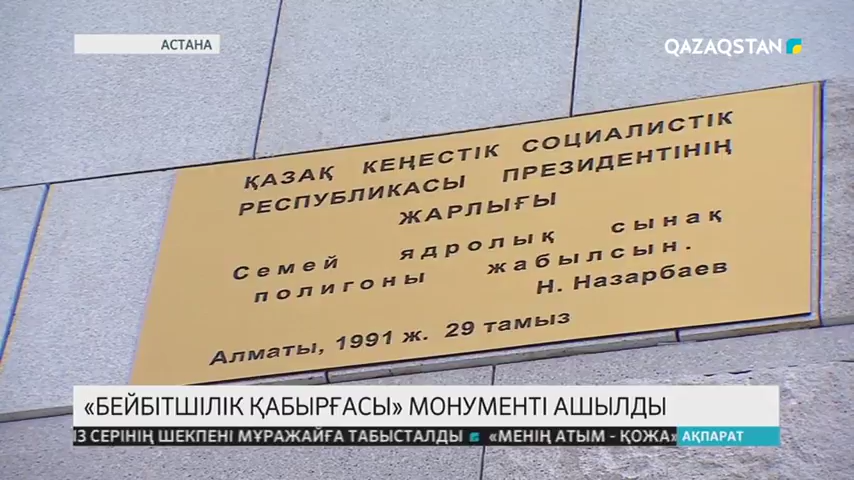 АСТАНА
QAZAQSTAN
ҚАЗАҚ КЕҢЕСТІК СОЦИАЛИСТІК
РЕСПУБЛИКАСЫ ПРЕЗИДЕНТІНІҢ
ЖАРЛЫҒЫ
Семей ядролық сынақ
полигоны жабылсын.
Н. Назарбаев
Алматы, 1991 ж. 29 тамыз
«БЕЙБІТШІЛІК ҚАБЫРҒАСЫ» МОНУМЕНТІ АШЫЛДЫ
СЕРІНІҢ ШЕКПЕНІ МҰРАЖАЙҒА ТАБЫСТАЛДЫ «МЕНІҢ АТЫМ - ҚОЖА» АҚПАРАТ